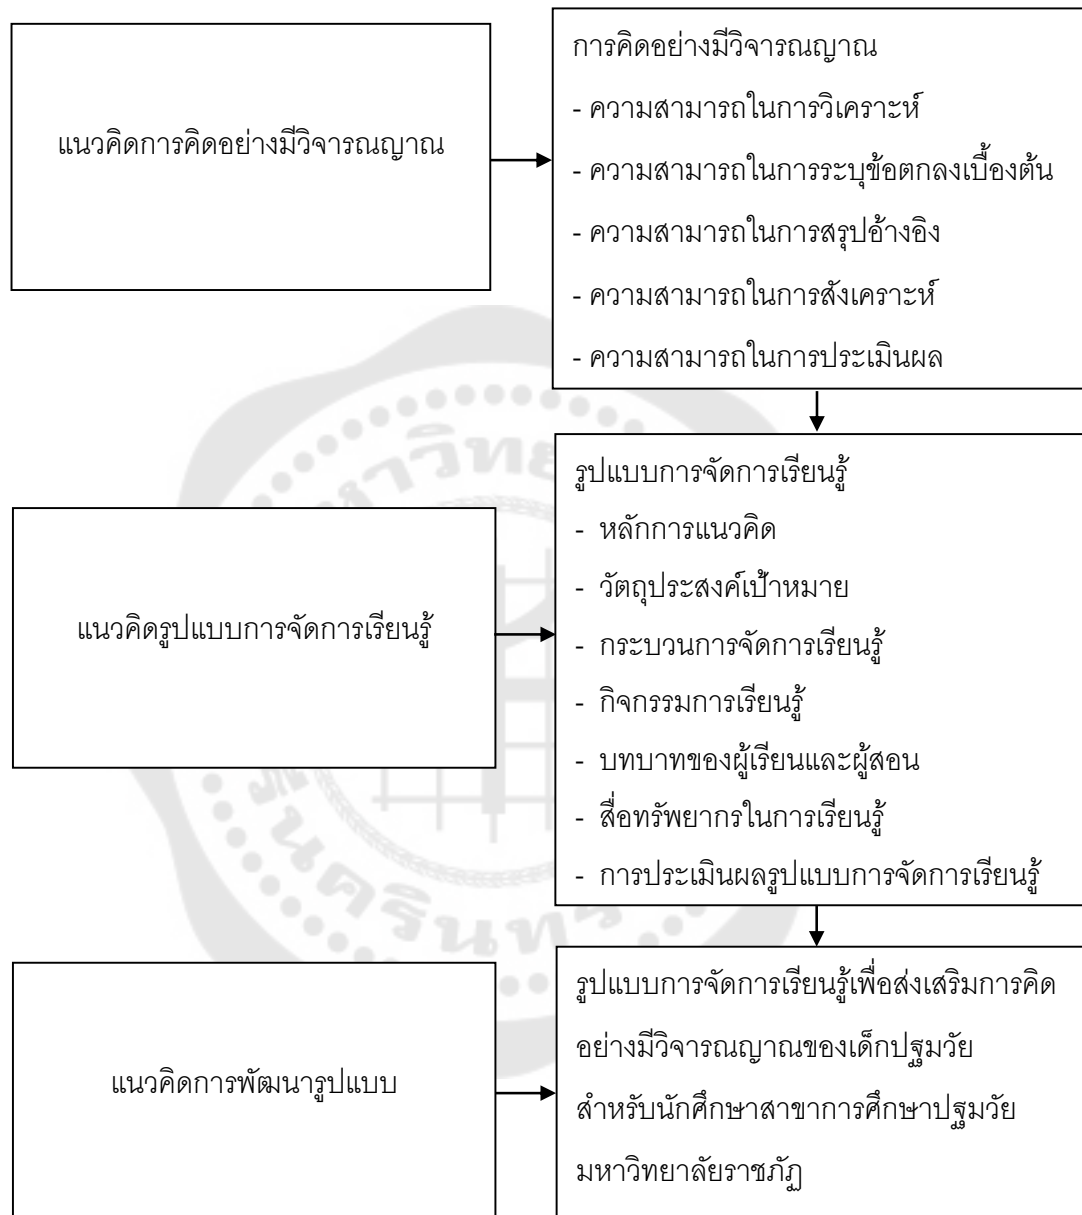 แนวคิดการคิดอย่างมีวิจารณญาณ
การคิดอย่างมีวิจารณญาณ
- ความสามารถในการวิเคราะห์
- ความสามารถในการระบุข้อตกลงเบื้องต้น
- ความสามารถในการสรุปอ้างอิง
- ความสามารถในการสังเคราะห์
- ความสามารถในการประเมินผล
แนวคิดรูปแบบการจัดการเรียนรู้
รูปแบบการจัดการเรียนรู้
- หลักการแนวคิด
- วัตถุประสงค์เป้าหมาย
- กระบวนการจัดการเรียนรู้
- กิจกรรมการเรียนรู้
- บทบาทของผู้เรียนและผู้สอน
- สื่อทรัพยากรในการเรียนรู้
- การประเมินผลรูปแบบการจัดการเรียนรู้
แนวคิดการพัฒนารูปแบบ
รูปแบบการจัดการเรียนรู้เพื่อส่งเสริมการคิด
อย่างมีวิจารณญาณของเด็กปฐมวัย
สำหรับนักศึกษาสาขาการศึกษาปฐมวัย
มหาวิทยาลัยราชภัฏ